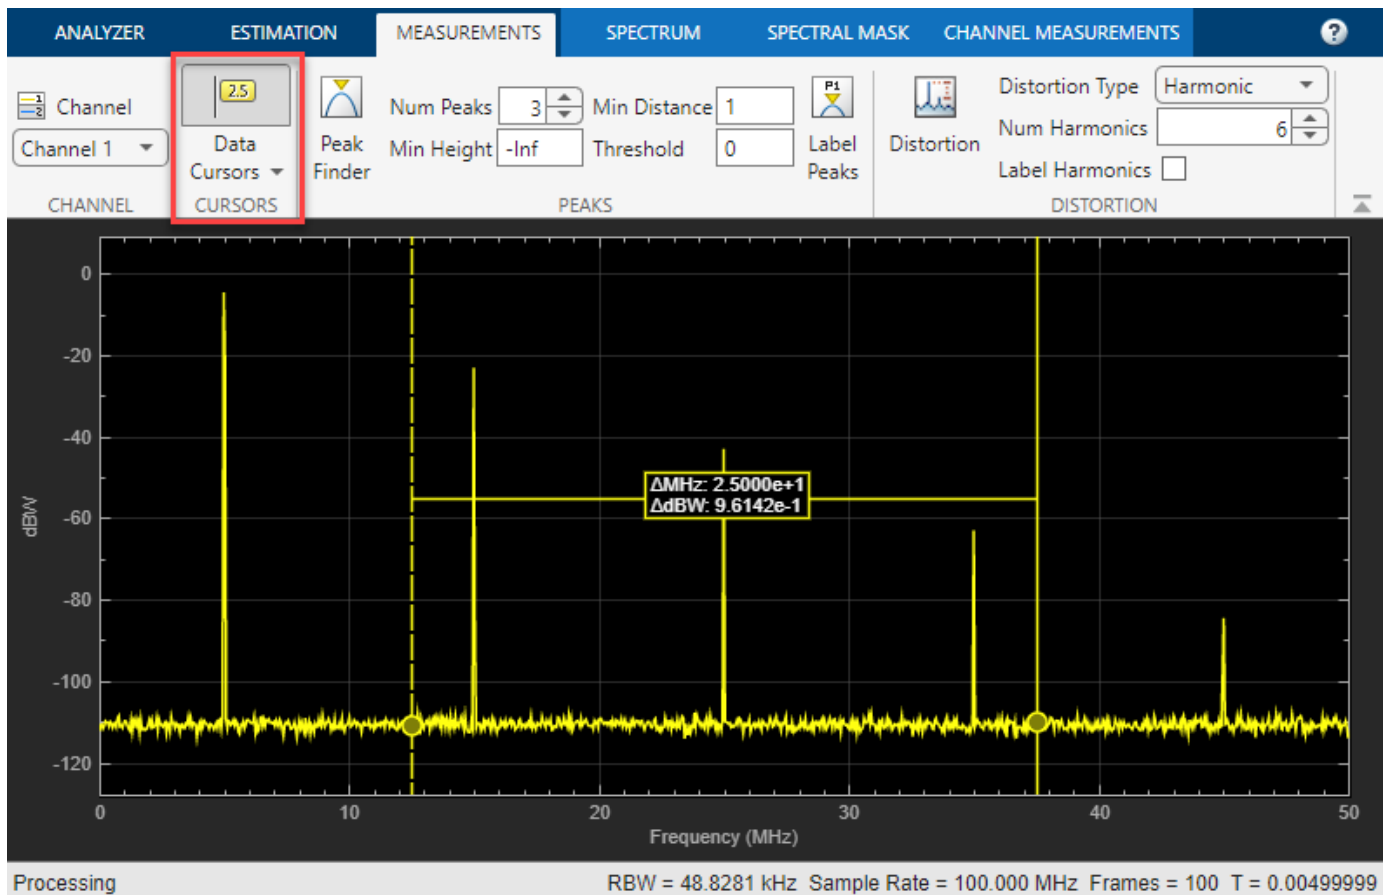 ANALYZER ESTIMATION MEASUREMENTS SPECTRUM SPECTRAL MASK CHANNEL MEASUREMENTS ?
Channel
Channel 1
CHANNEL
2.5
Data
Cursors
CURSORS
Peak
Finder
Num Peaks 3 Min Distance 1
Min Height -Inf Threshold 0
P1
Label
Peaks
PEAKS
Distortion
Distortion Type Harmonic
Num Harmonics 6
Label Harmonics
DISTORTION
0
-20
-40
-60
-80
-100
-120
dBW
ΔMHz: 2.5000e+1
ΔdBW: 9.6142e-1
0 10 20 30 40 50
Frequency (MHz)
Processing RBW = 48.8281 kHz Sample Rate = 100.000 MHz Frames = 100 T = 0.00499999